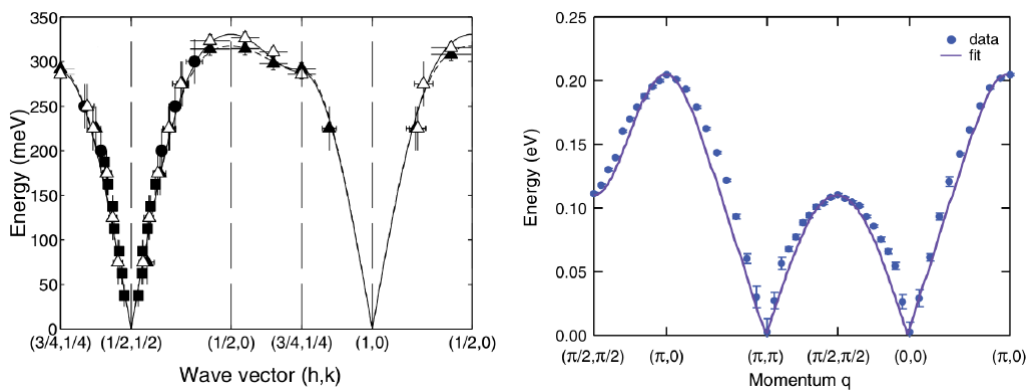 350
300
250
200
150
100
50
0
Energy (meV)
(3/4,1/4) (1/2,1/2) (1/2,0) (3/4,1/4) (1,0) (1/2,0)
Wave vector (h,k)
0.25
0.20
0.15
0.10
0.05
0.00
Energy (eV)
data
fit
(π/2,π/2) (π,0) (π,π) (π/2,π/2) (0,0) (π,0)
Momentum q